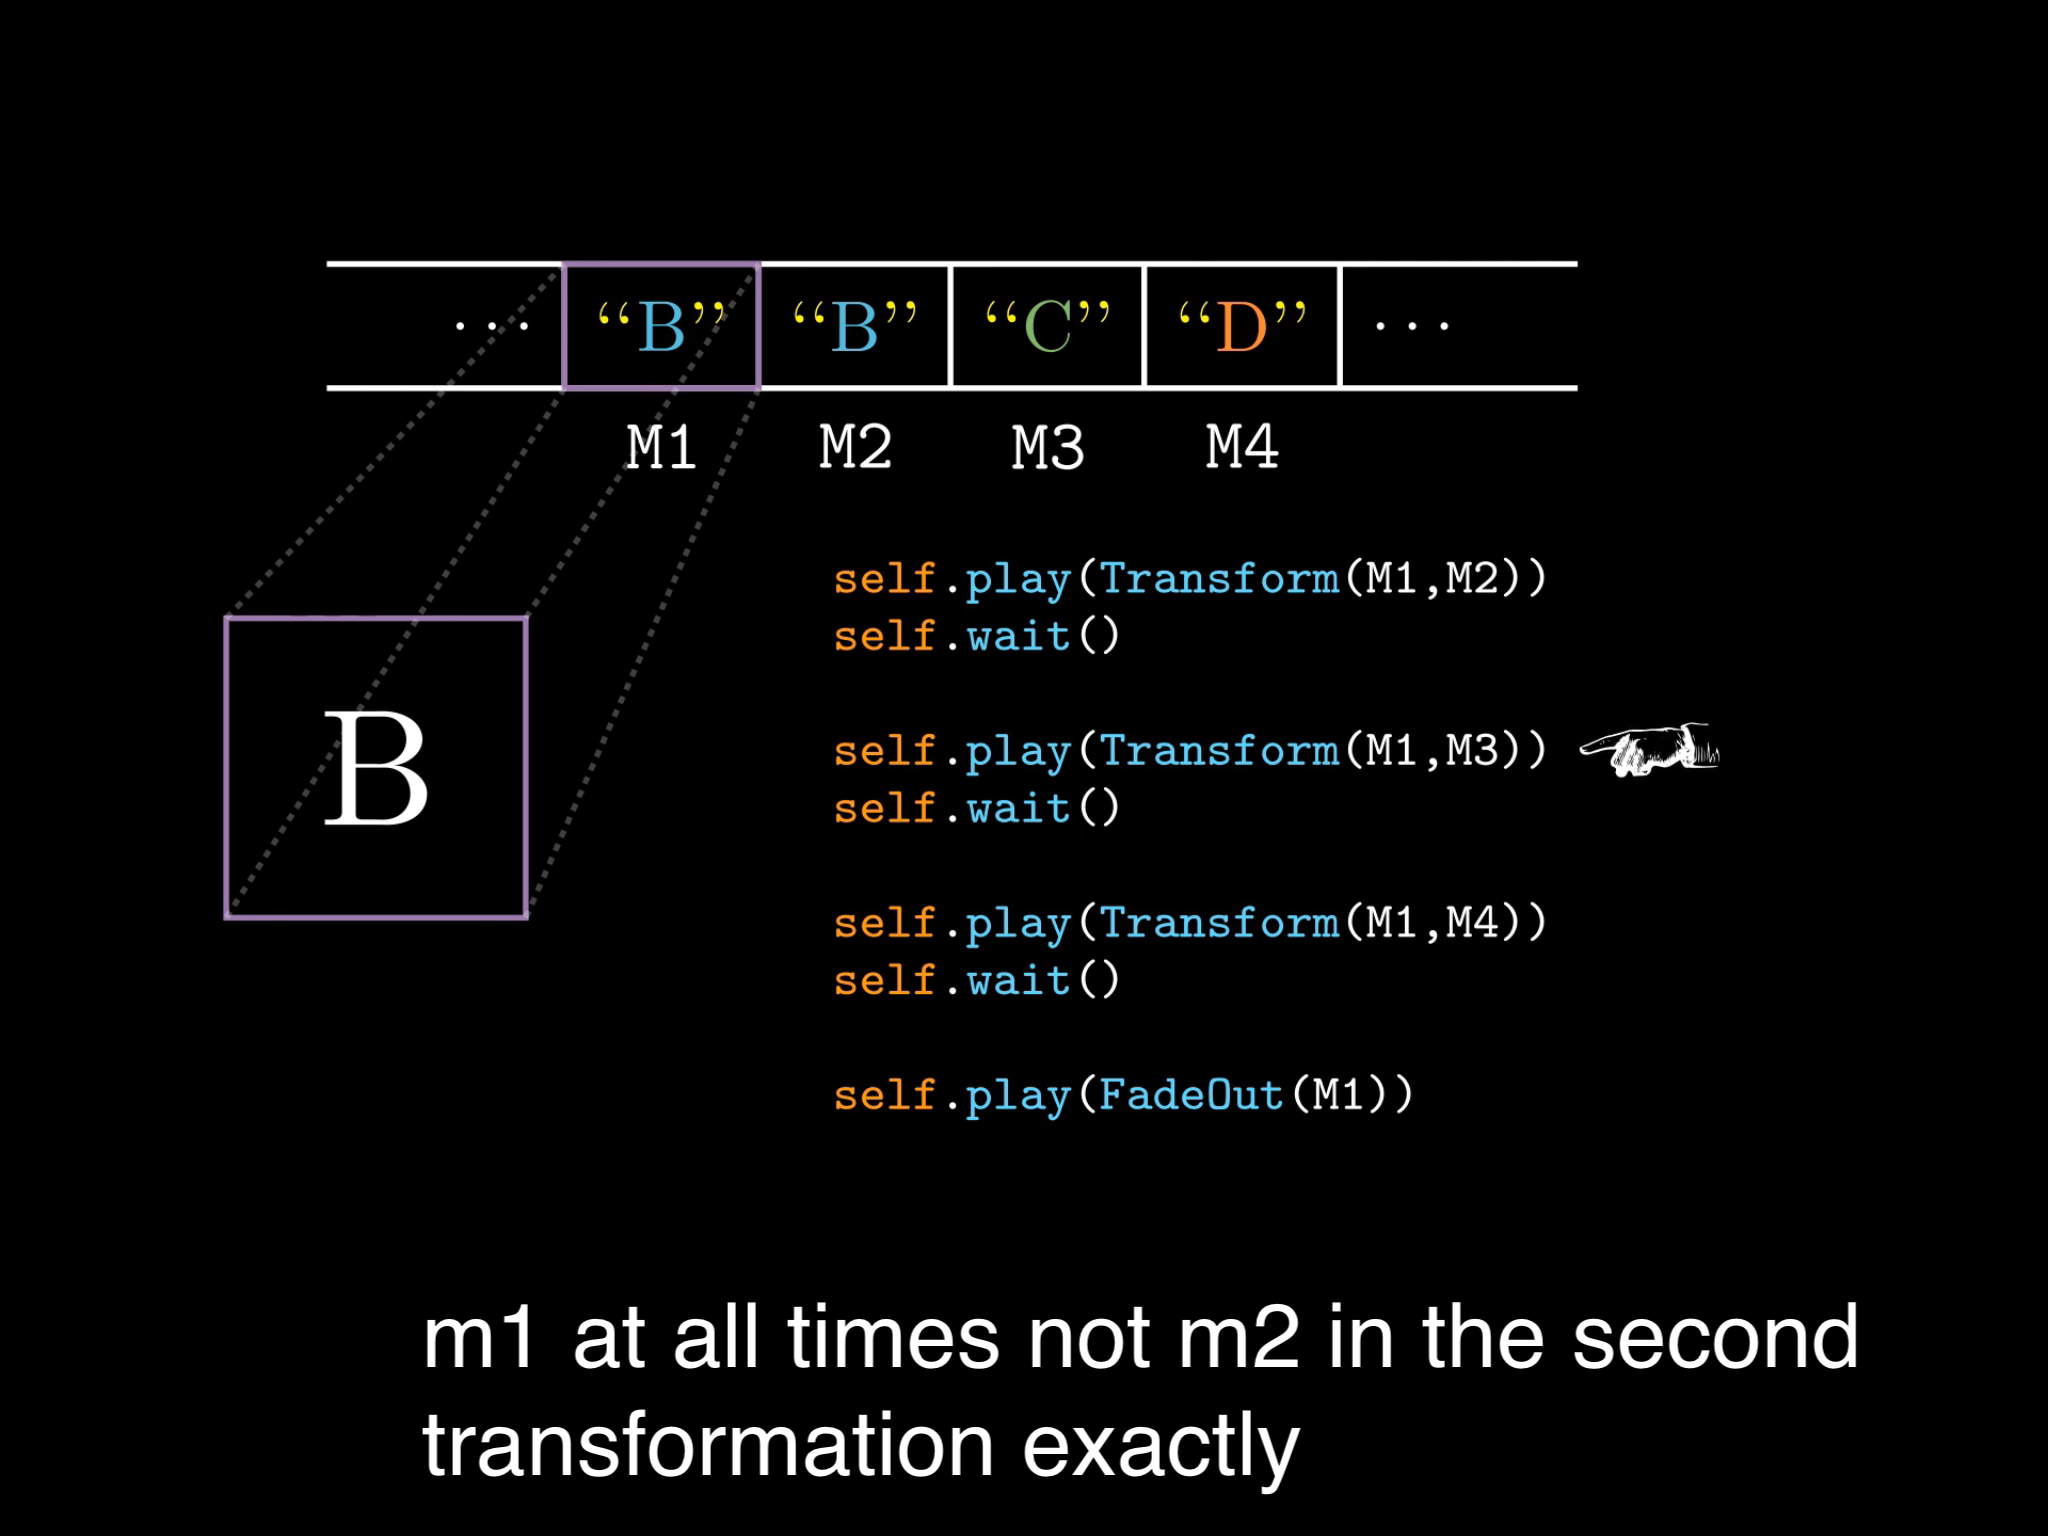 ... “B” “B” “C” “D” ...
M1 M2 M3 M4
self.play(Transform(M1,M2))
self.wait()
B
self.play(Transform(M1,M3))
self.wait()
self.play(Transform(M1,M4))
self.wait()
self.play(FadeOut(M1))
m1 at all times not m2 in the second
transformation exactly